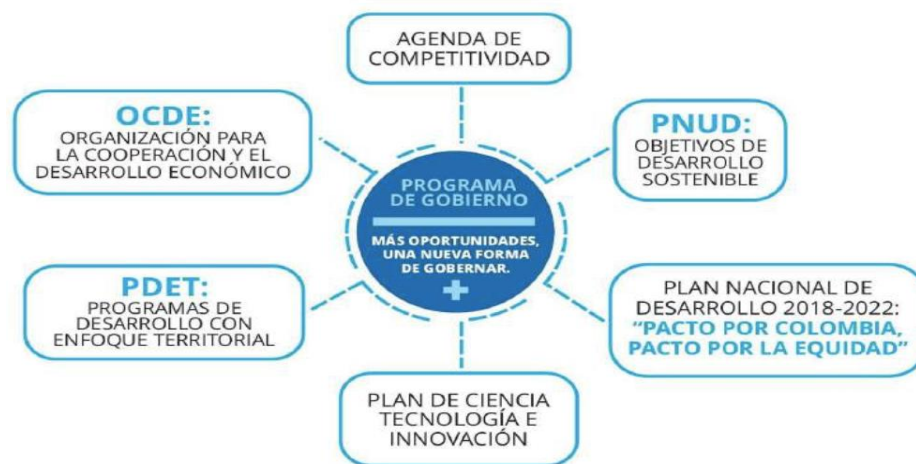 AGENDA DE
COMPETITIVIDAD
OCDE:
ORGANIZACIÓN PARA
LA COOPERACIÓN Y EL
DESARROLLO ECONÓMICO
PNUD:
OBJETIVOS DE
DESARROLLO
SOSTENIBLE
PROGRAMA
DE GOBIERNO
MÁS OPORTUNIDADES,
UNA NUEVA FORMA
DE GOBERNAR.
PDET:
PROGRAMAS DE
DESARROLLO CON
ENFOQUE TERRITORIAL
PLAN NACIONAL DE
DESARROLLO 2018-2022:
“PACTO POR COLOMBIA,
PACTO POR LA EQUIDAD”
PLAN DE CIENCIA
TECNOLOGÍA E
INNOVACIÓN